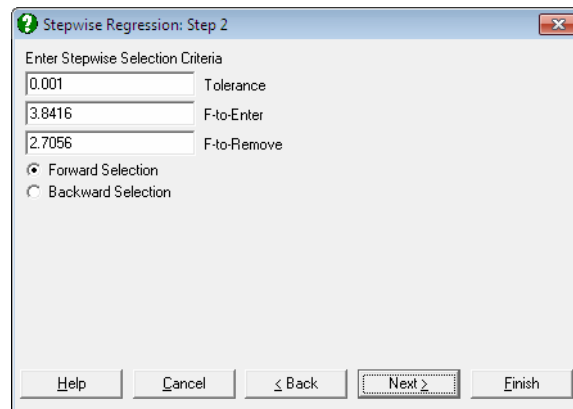 Stepwise Regression: Step 2
Enter Stepwise Selection Criteria
0.001 Tolerance
3.8416 F-to-Enter
2.7056 F-to-Remove
Forward Selection
Backward Selection
Help Cancel < Back Next > Finish